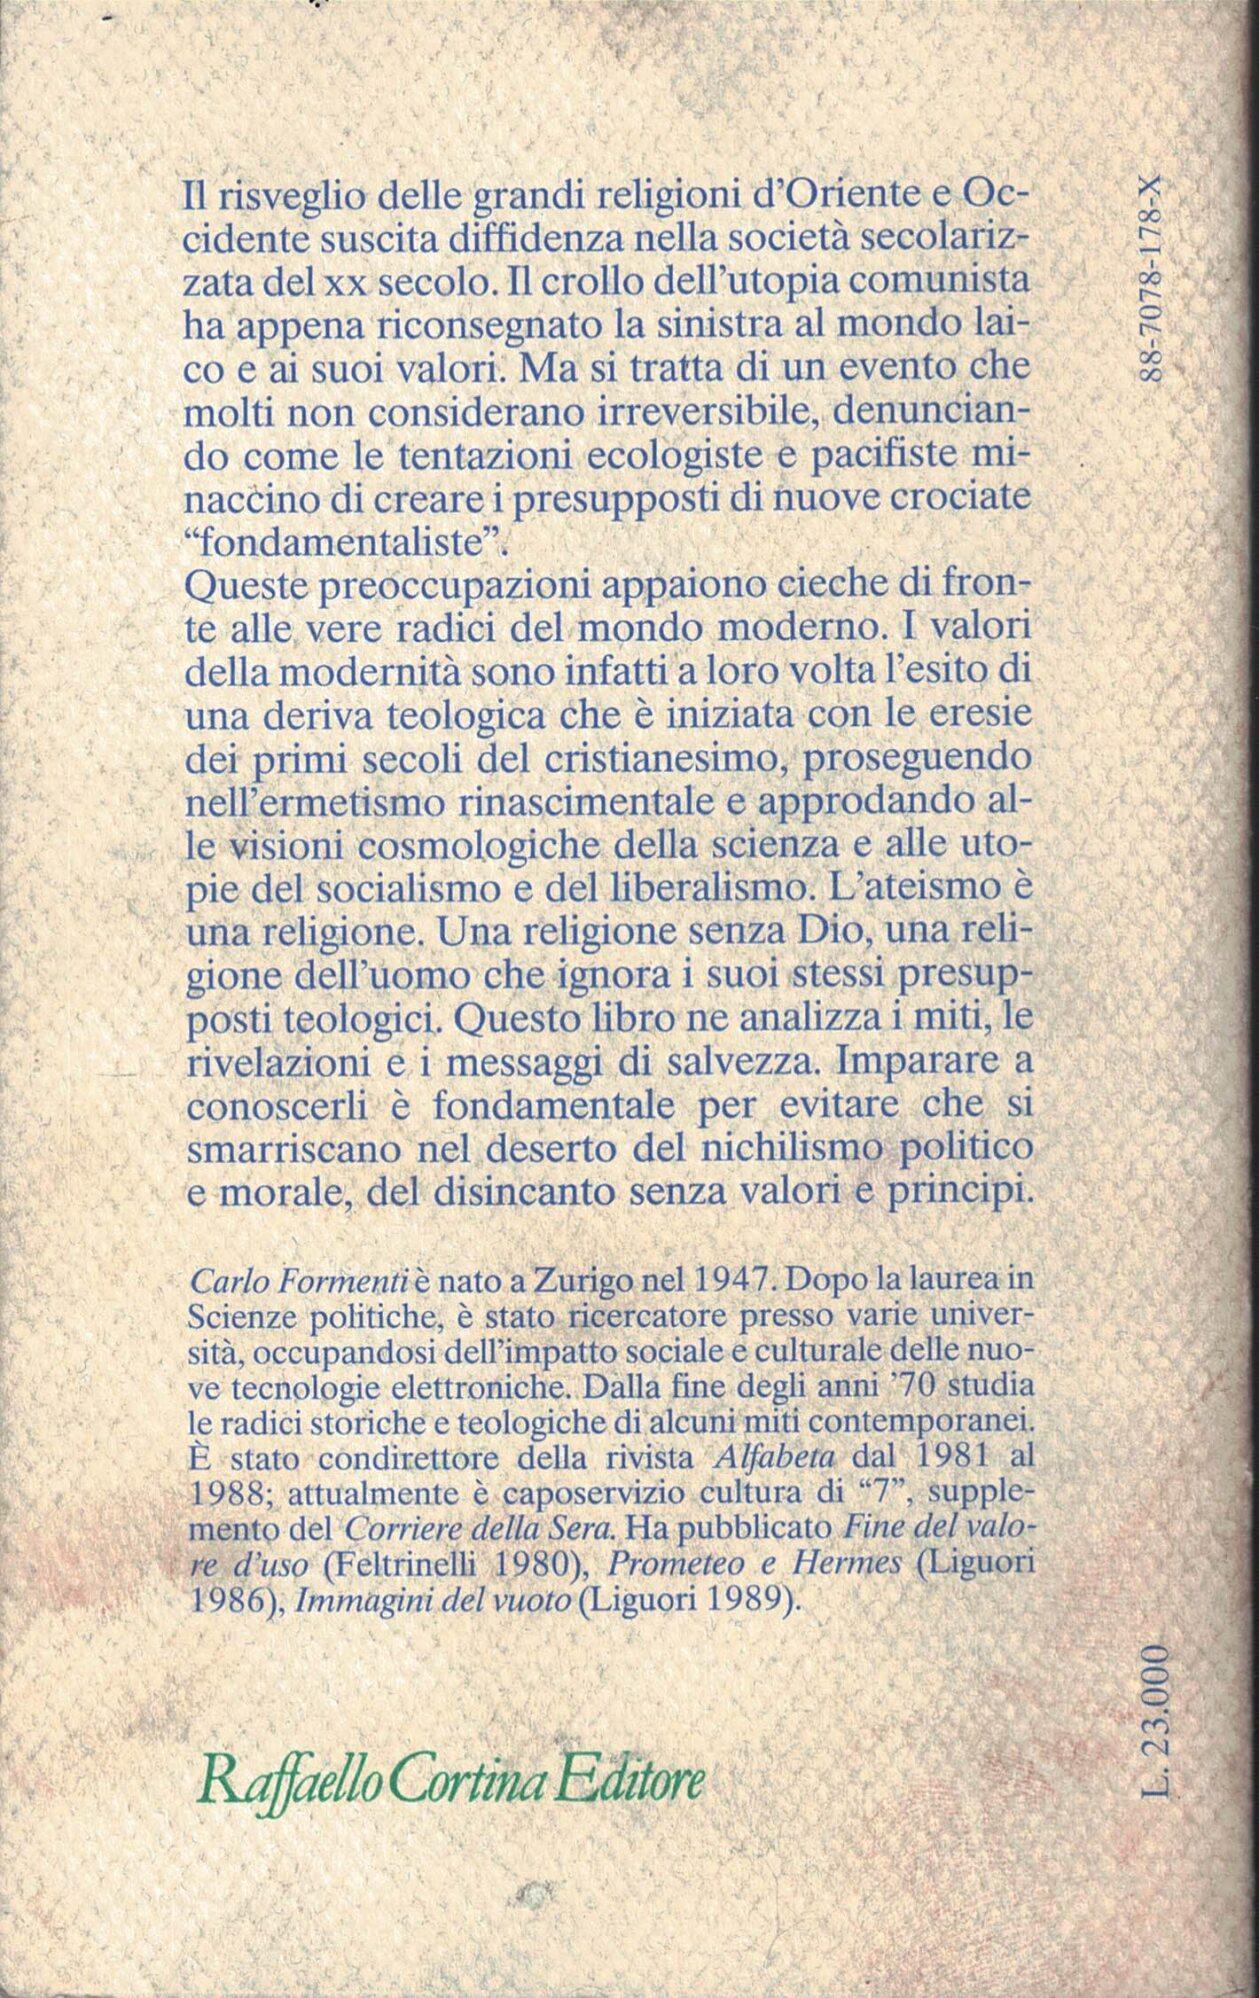 Il risveglio delle grandi religioni d'Oriente e Oc-
cidente suscita diffidenza nella società secolariz-
zata del XX secolo. Il crollo dell'utopia comunista
ha appena riconsegnato la sinistra al mondo lai-
co e ai suoi valori. Ma si tratta di un evento che
molti non considerano irreversibile, denuncian-
do come le tentazioni ecologiste e pacifiste mi-
naccino di creare i presupposti di nuove crociate
“fondamentaliste”.
Queste preoccupazioni appaiono cieche di fron-
te alle vere radici del mondo moderno. I valori
della modernità sono infatti a loro volta l'esito di
una deriva teologica che è iniziata con le eresie
dei primi secoli del cristianesimo, proseguendo
nell'ermetismo rinascimentale e approdando al-
le visioni cosmologiche della scienza e alle uto-
pie del socialismo e del liberalismo. L'ateismo è
una religione. Una religione senza Dio, una reli-
gione dell'uomo che ignora i suoi stessi presup-
posti teologici. Questo libro ne analizza i miti, le
rivelazioni e i messaggi di salvezza. Imparare a
conoscerli è fondamentale per evitare che si
smarriscano nel deserto del nichilismo politico
e morale, del disincanto senza valori e principi.
Carlo Formenti è nato a Zurigo nel 1947. Dopo la laurea in
Scienze politiche, è stato ricercatore presso varie univer-
sità, occupandosi dell'impatto sociale e culturale delle nuo-
ve tecnologie elettroniche. Dalla fine degli anni '70 studia
le radici storiche e teologiche di alcuni miti contemporanei.
È stato condirettore della rivista Alfabeta dal 1981 al
1988; attualmente è caposervizio cultura di “7”, supple-
mento del Corriere della Sera. Ha pubblicato Fine del valo-
re d'uso (Feltrinelli 1980), Prometeo e Hermes (Liguori
1986), Immagini del vuoto (Liguori 1989).
Raffaello Cortina Editore
88-7078-178-X
L. 23.000